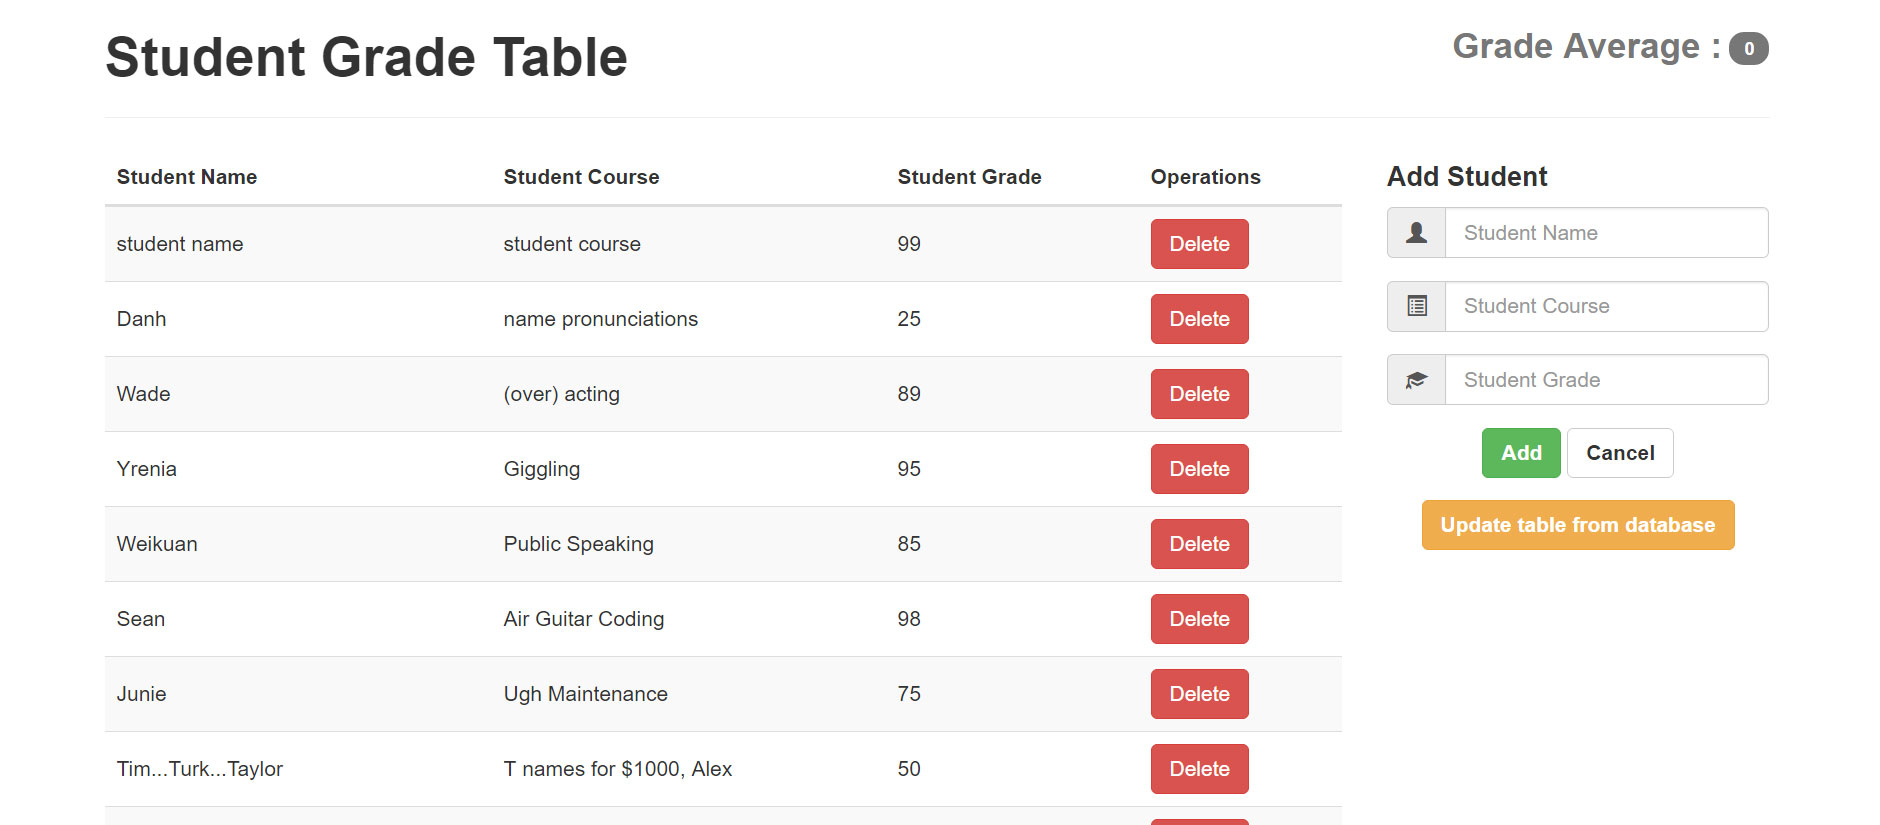 Student Grade Table
Grade Average : 0
Student Name Student Course Student Grade Operations
student name student course 99 Delete
Danh name pronunciations 25 Delete
Wade (over) acting 89 Delete
Yrenia Giggling 95 Delete
Weikuan Public Speaking 85 Delete
Sean Air Guitar Coding 98 Delete
Junie Ugh Maintenance 75 Delete
Tim...Turk...Taylor T names for $1000, Alex 50 Delete
Add Student
Student Name
Student Course
Student Grade
Add Cancel
Update table from database